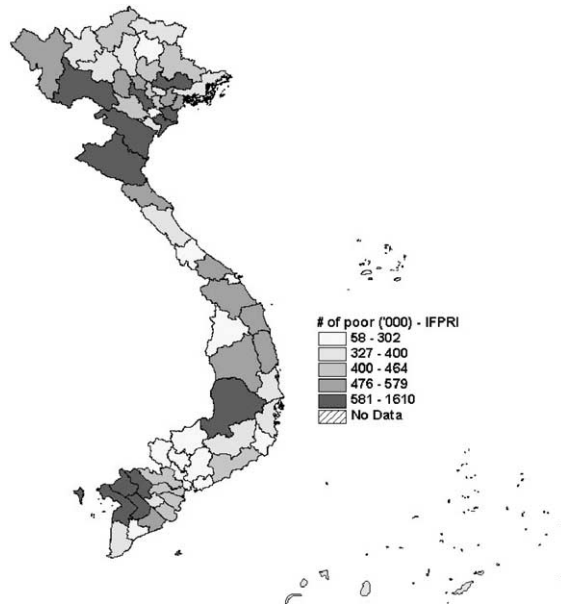 # of poor ('000) - IFPRI
58 - 302
327 - 400
400 - 464
476 - 579
581 - 1610
No Data